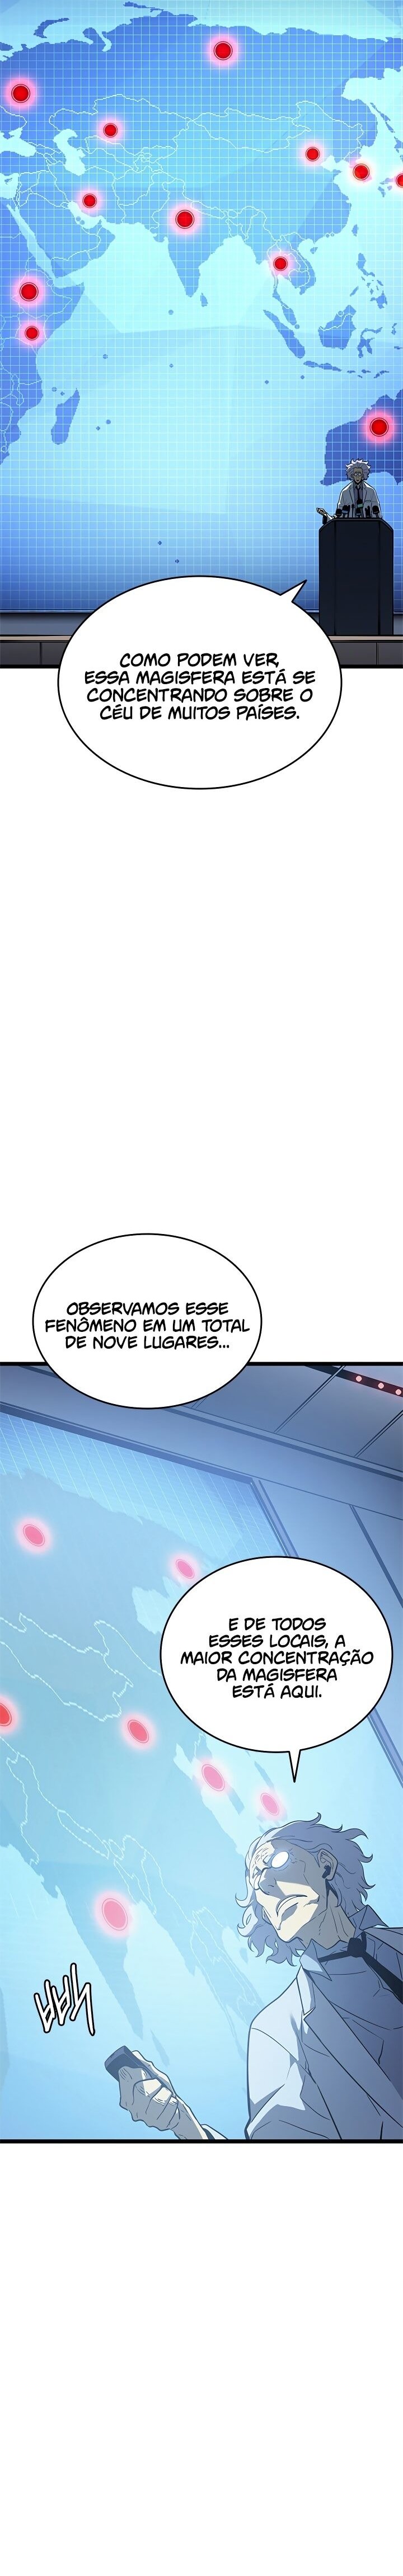 COMO PODEM VER,
ESSA MAGISFERA ESTÁ SE
CONCENTRANDO SOBRE O
CÉU DE MUITOS PAÍSES.
OBSERVAMOS ESSE
FENÔMENO EM UM TOTAL
DE NOVE LUGARES...
E DE TODOS
ESSES LOCAIS, A
MAIOR CONCENTRAÇÃO
DA MAGISFERA
ESTÁ AQUI.